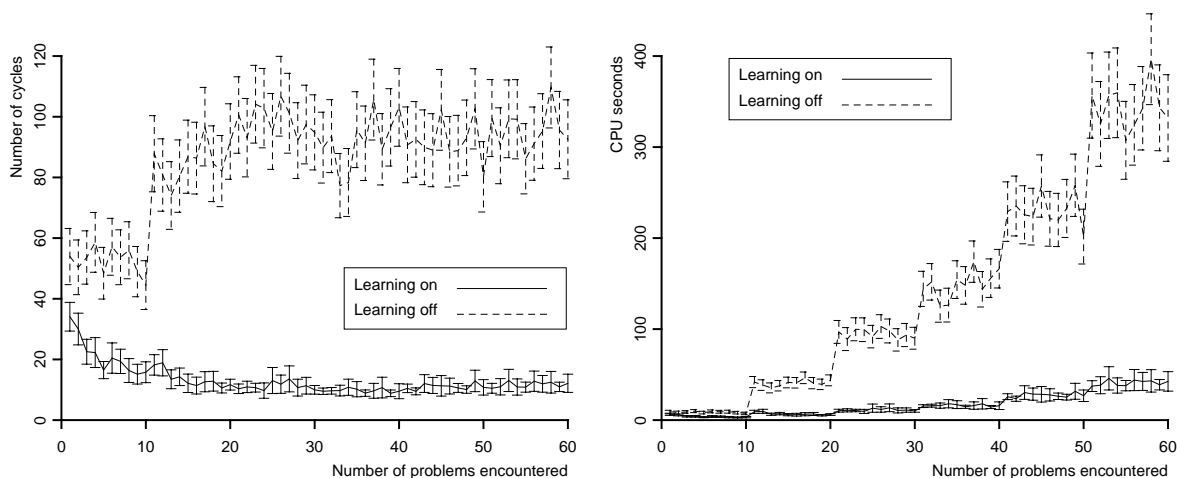 Number of cycles
120
100
80
60
40
20
0
Learning on
Learning off
0 10 20 30 40 50 60
Number of problems encountered
CPU seconds
400
300
200
100
0
Learning on
Learning off
0 10 20 30 40 50 60
Number of problems encountered